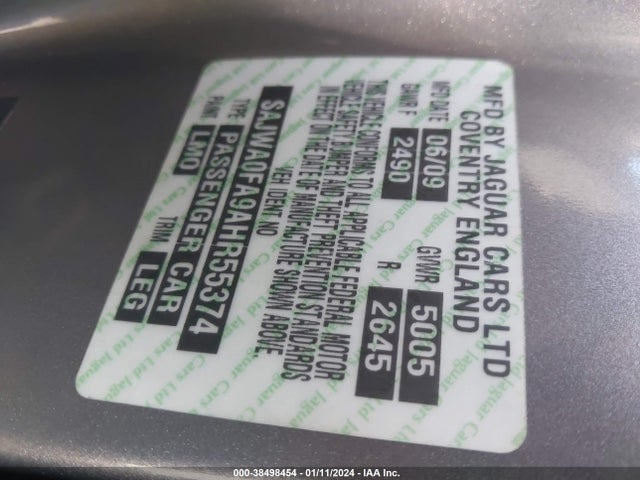 MFD BY JAGUAR CARS LTD
COVENTRY ENGLAND
MFD DATE 06/09 GVWR 5005
GAWR F 2490 R 2645
THIS VEHICLE CONFORMS TO ALL APPLICABLE FEDERAL MOTOR
VEHICLE SAFETY, BUMPER AND THEFT PREVENTION STANDARDS
IN EFFECT ON THE DATE OF MANUFACTURE SHOWN ABOVE.
VEH IDENT NO
SAJWA0FA9AHR55374
TYPE PASSENGER CAR
PAINT LMO TRIM LEG
000-38498454 - 01/11/2024 - IAA Inc.